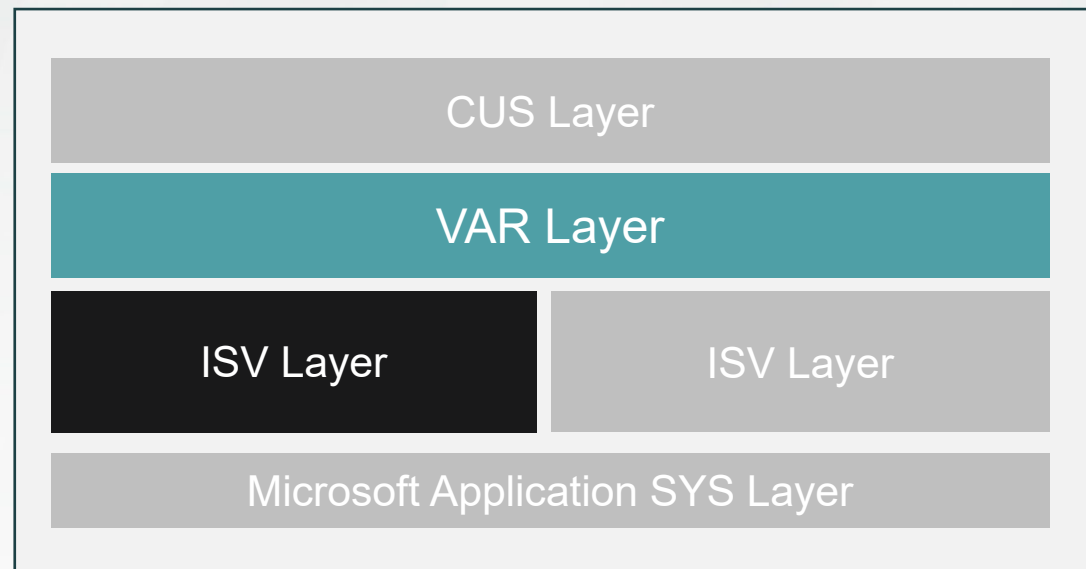 CUS Layer
VAR Layer
ISV Layer
ISV Layer
Microsoft Application SYS Layer